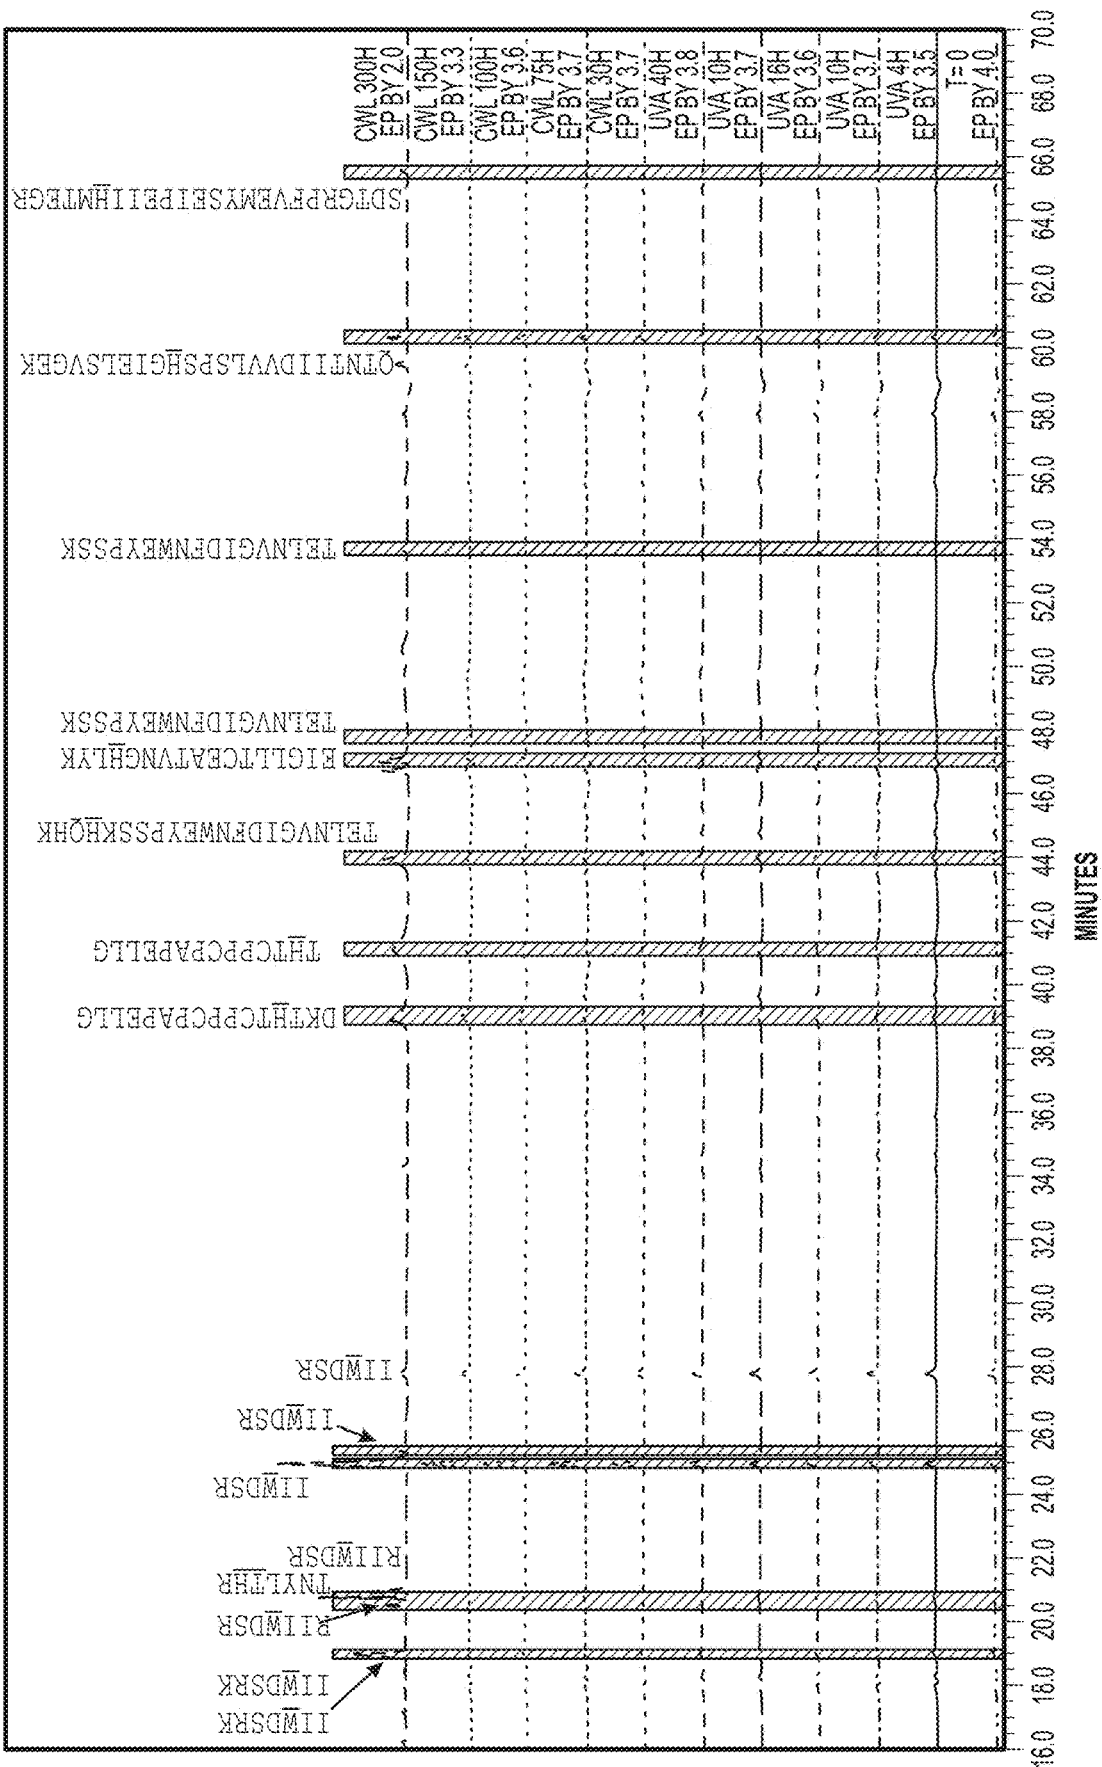 SDTGRPFVEMYSEIPEIIHMTEGR
QTNTIIDVVLSPSHGIELSVGEK
TELNVGIDFNWEYPSSK
TELNVGIDFNWEYPSSK
EIGLLTCEATVNGHLYK
TELNVGIDFNWEYPSSKHQHK
THTCPPCPAPELLG
DKTHTCPPCPAPELLG
IIWDSR
IIWDSR
IIWDSR
RIIWDSR
TNYLTHR
RIIWDSR
IIWDSRK
IIWDSRK
CWL 300H
EP BY 2.0
CWL 150H
EP BY 3.3
CWL 100H
EP BY 3.6
CWL 75H
EP BY 3.7
CWL 30H
EP BY 3.7
UVA 40H
EP BY 3.8
UVA 10H
EP BY 3.7
UVA 16H
EP BY 3.6
UVA 10H
EP BY 3.7
UVA 4H
EP BY 3.5
T= 0
EP BY 4.0
16.0 18.0 20.0 22.0 24.0 26.0 28.0 30.0 32.0 34.0 36.0 38.0 40.0 42.0 44.0 46.0 48.0 50.0 52.0 54.0 56.0 58.0 60.0 62.0 64.0 66.0 68.0 70.0
MINUTES